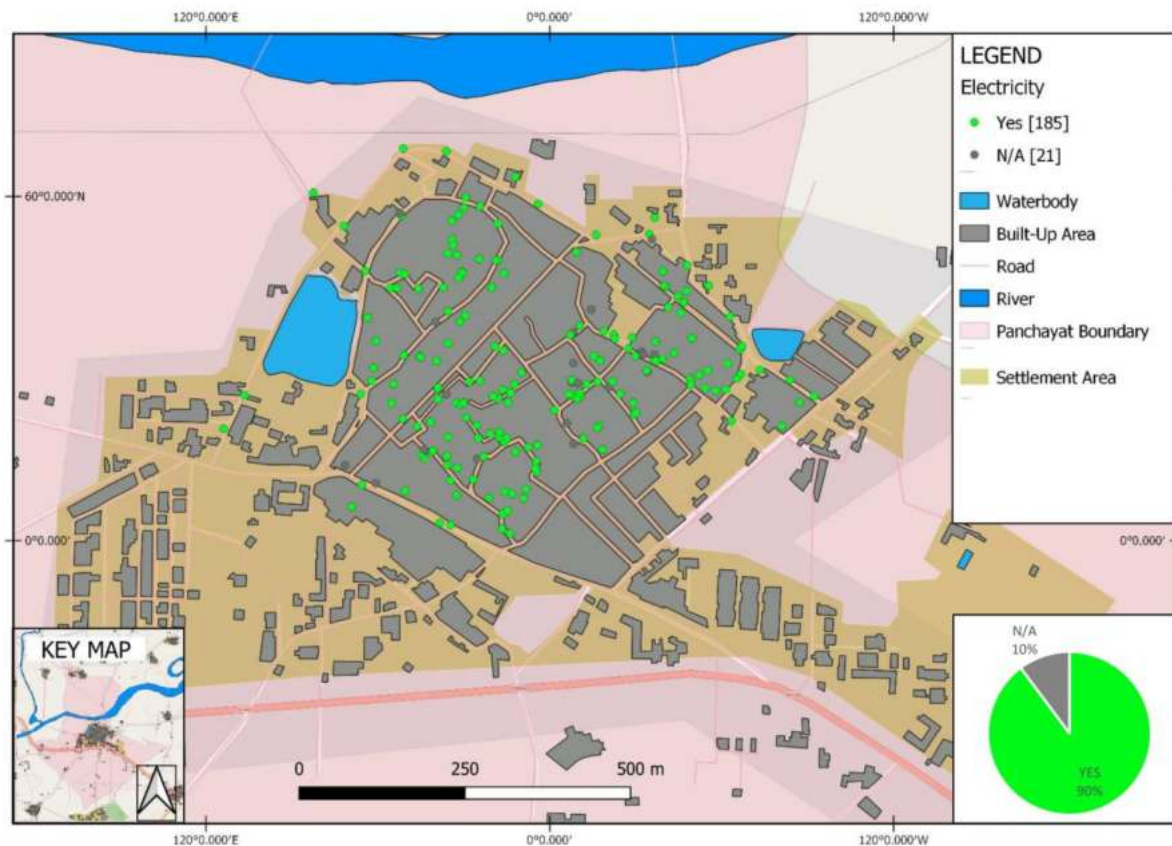 120°0.000'E
0°0.000'
120°0.000'W
60°0.000'N
0°0.000'
0°0.000'
LEGEND
Electricity
Yes [185]
N/A [21]
Waterbody
Built-Up Area
Road
River
Panchayat Boundary
Settlement Area
KEY MAP
0
250
500 m
N/A
10%
YES
90%
120°0.000'E
0°0.000'
120°0.000'W